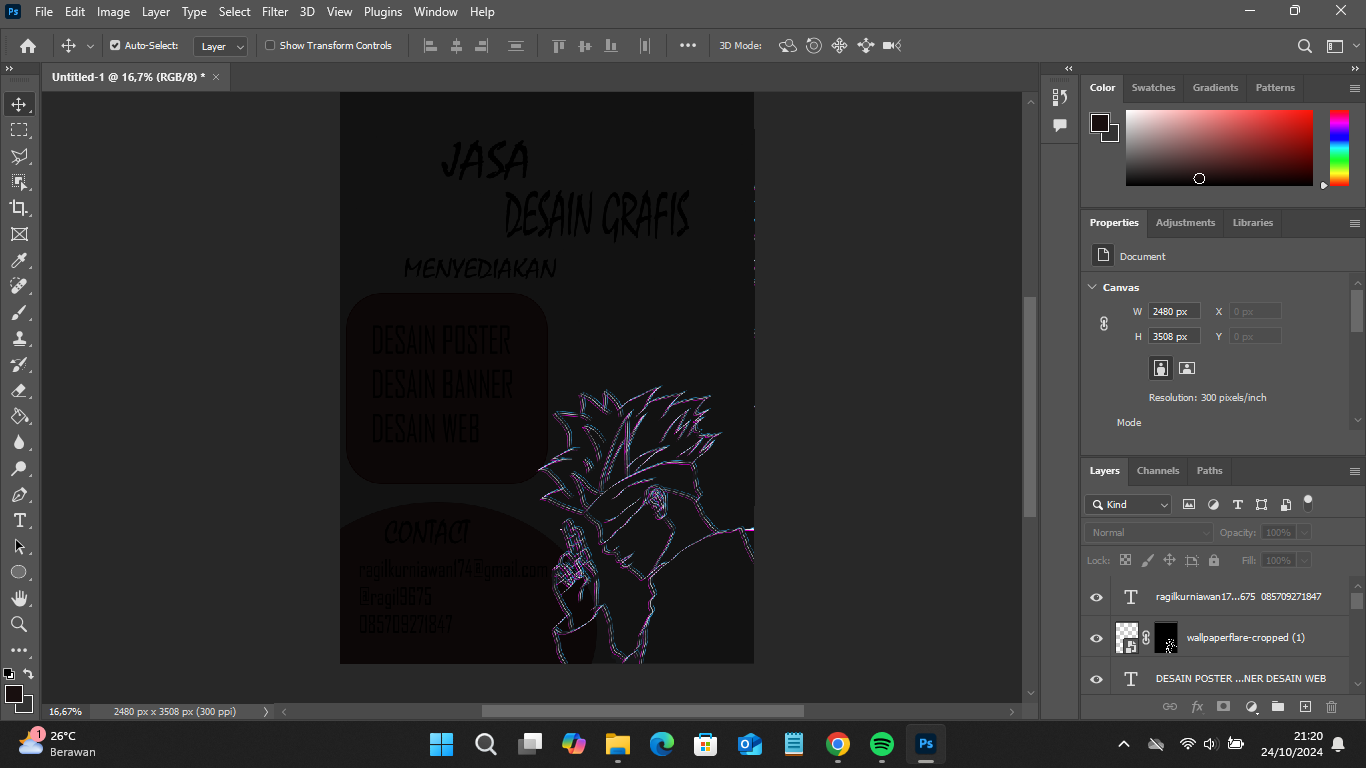 Ps File Edit Image Layer Type Select Filter 3D View Plugins Window Help
Auto-Select: Layer Show Transform Controls 3D Mode:
Untitled-1 @ 16,7% (RGB/8) *
JASA
DESAIN GRAFIS
MENYEDIAKAN
DESAIN POSTER
DESAIN BANNER
DESAIN WEB
CONTACT
ragilkurniawan174@gmail.com
@ragil9675
085709271847
Color Swatches Gradients Patterns
Properties Adjustments Libraries
Document
Canvas
W 2480 px X 0 px
H 3508 px Y 0 px
Resolution: 300 pixels/inch
Mode
Layers Channels Paths
Kind
Normal Opacity: 100%
Lock: Fill: 100%
ragilkurniawan17...675 085709271847
wallpaperflare-cropped (1)
DESAIN POSTER ...NER DESAIN WEB
16,67% 2480 px x 3508 px (300 ppi)
1
26°C
Berawan
Ps
21:20
24/10/2024